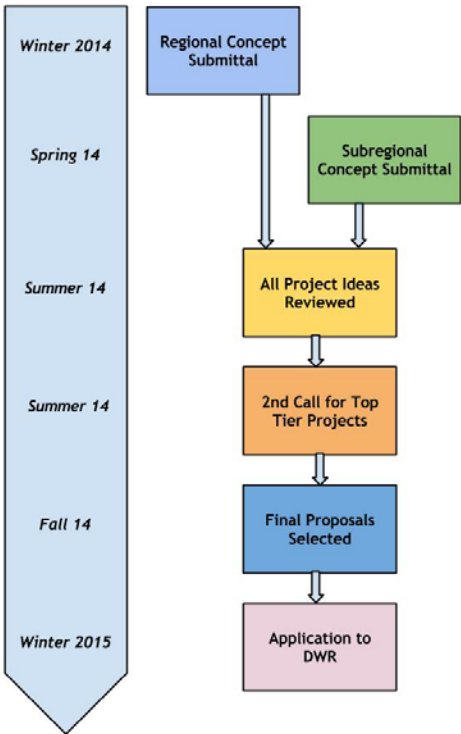 Winter 2014
Regional Concept
Submittal
Spring 14
Subregional
Concept Submittal
Summer 14
All Project Ideas
Reviewed
Summer 14
2nd Call for Top
Tier Projects
Fall 14
Final Proposals
Selected
Winter 2015
Application to
DWR